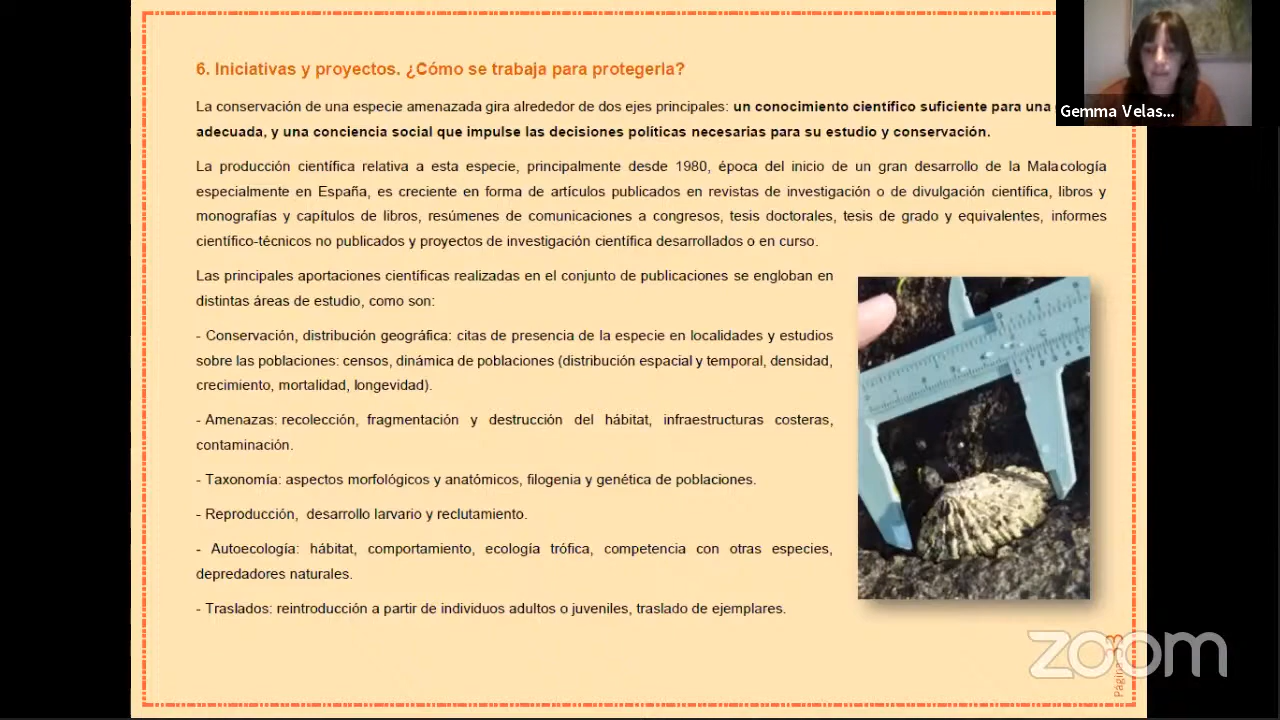 6. Iniciativas y proyectos. ¿Cómo se trabaja para protegerla?
La conservación de una especie amenazada gira alrededor de dos ejes principales: un conocimiento científico suficiente para una
adecuada, y una conciencia social que impulse las decisiones políticas necesarias para su estudio y conservación.
La producción científica relativa a esta especie, principalmente desde 1980, época del inicio de un gran desarrollo de la Malacología
especialmente en España, es creciente en forma de artículos publicados en revistas de investigación o de divulgación científica, libros y
monografías y capítulos de libros, resúmenes de comunicaciones a congresos, tesis doctorales, tesis de grado y equivalentes, informes
científico-técnicos no publicados y proyectos de investigación científica desarrollados o en curso.
Las principales aportaciones científicas realizadas en el conjunto de publicaciones se engloban en
distintas áreas de estudio, como son:
- Conservación, distribución geográfica: citas de presencia de la especie en localidades y estudios
sobre las poblaciones: censos, dinámica de poblaciones (distribución espacial y temporal, densidad,
crecimiento, mortalidad, longevidad).
- Amenazas: recolección, fragmentación y destrucción del hábitat, infraestructuras costeras,
contaminación.
- Taxonomía: aspectos morfológicos y anatómicos, filogenia y genética de poblaciones.
- Reproducción, desarrollo larvario y reclutamiento.
- Autoecología: hábitat, comportamiento, ecología trófica, competencia con otras especies,
depredadores naturales.
- Traslados: reintroducción a partir de individuos adultos o juveniles, traslado de ejemplares.
Gemma Velas...
Página
zoom